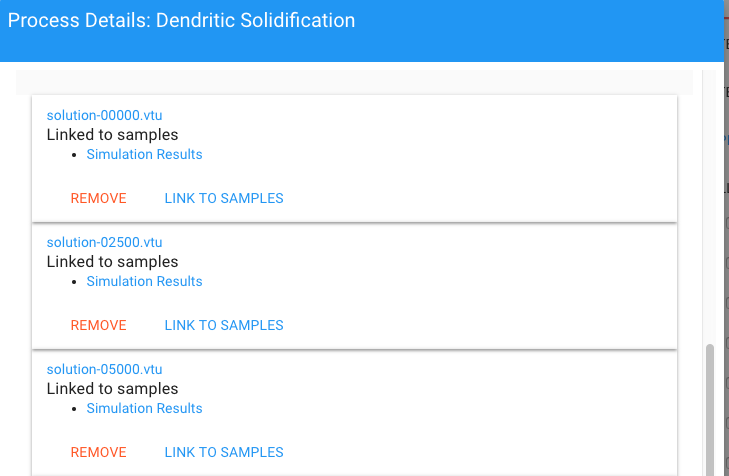 Process Details: Dendritic Solidification
solution-00000.vtu
Linked to samples
Simulation Results
REMOVE LINK TO SAMPLES
solution-02500.vtu
Linked to samples
Simulation Results
REMOVE LINK TO SAMPLES
solution-05000.vtu
Linked to samples
Simulation Results
REMOVE LINK TO SAMPLES